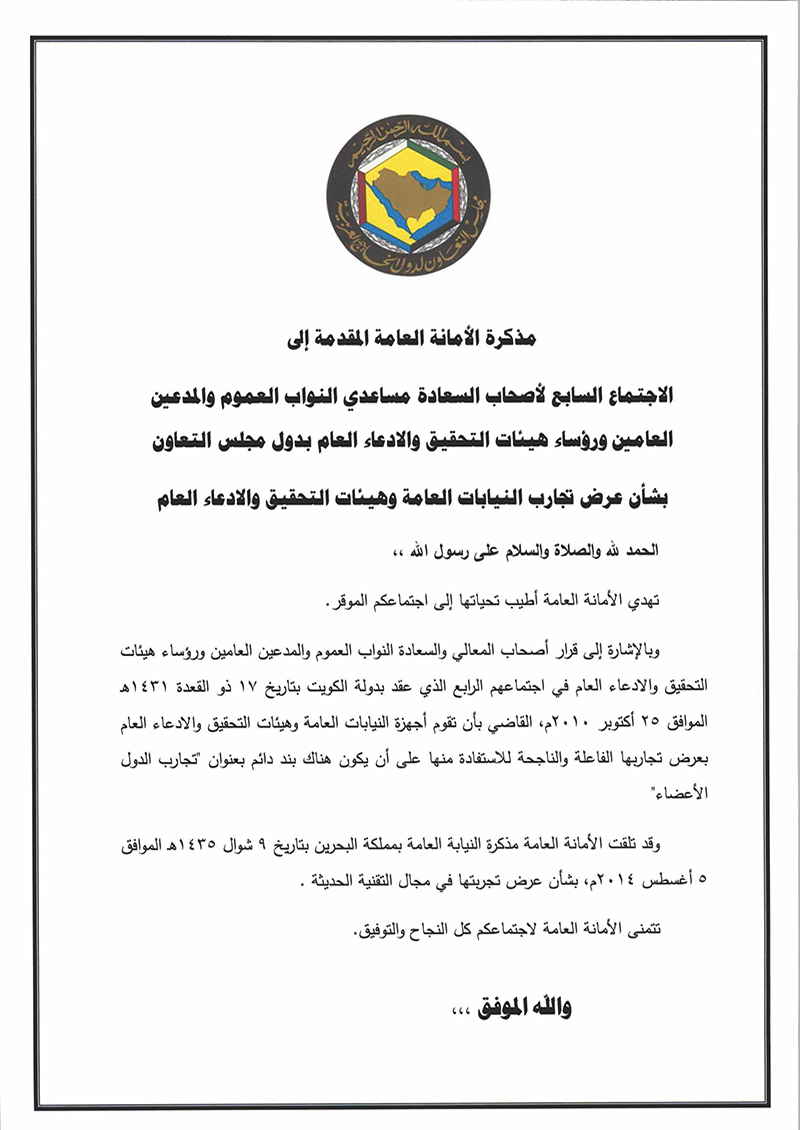 بسم الله الرحمن الرحيم
مجلس التعاون لدول الخليج العربية
مذكرة الأمانة العامة المقدمة إلى
الاجتماع السابع لأصحاب السعادة مساعدي النواب العموم والمدعين
العامين ورؤساء هيئات التحقيق والادعاء العام بدول مجلس التعاون
بشأن عرض تجارب النيابات العامة وهيئات التحقيق والادعاء العام
الحمد لله والصلاة والسلام على رسول الله ،،
تهدي الأمانة العامة أطيب تحياتها إلى اجتماعكم الموقر.
وبالإشارة إلى قرار أصحاب المعالي والسعادة النواب العموم والمدعين العامين ورؤساء هيئات
التحقيق والادعاء العام في اجتماعهم الرابع الذي عقد بدولة الكويت بتاريخ ١٧ ذو القعدة ١٤٣١هـ
الموافق ٢٥ أكتوبر ٢٠١٠م، القاضي بأن تقوم أجهزة النيابات العامة وهيئات التحقيق والادعاء العام
بعرض تجاربها الفاعلة والناجحة للاستفادة منها على أن يكون هناك بند دائم بعنوان "تجارب الدول
الأعضاء"
وقد تلقت الأمانة العامة مذكرة النيابة العامة بمملكة البحرين بتاريخ ٩ شوال ١٤٣٥هـ الموافق
٥ أغسطس ٢٠١٤م، بشأن عرض تجربتها في مجال التقنية الحديثة .
تتمنى الأمانة العامة لاجتماعكم كل النجاح والتوفيق.
والله الموفق ،،،